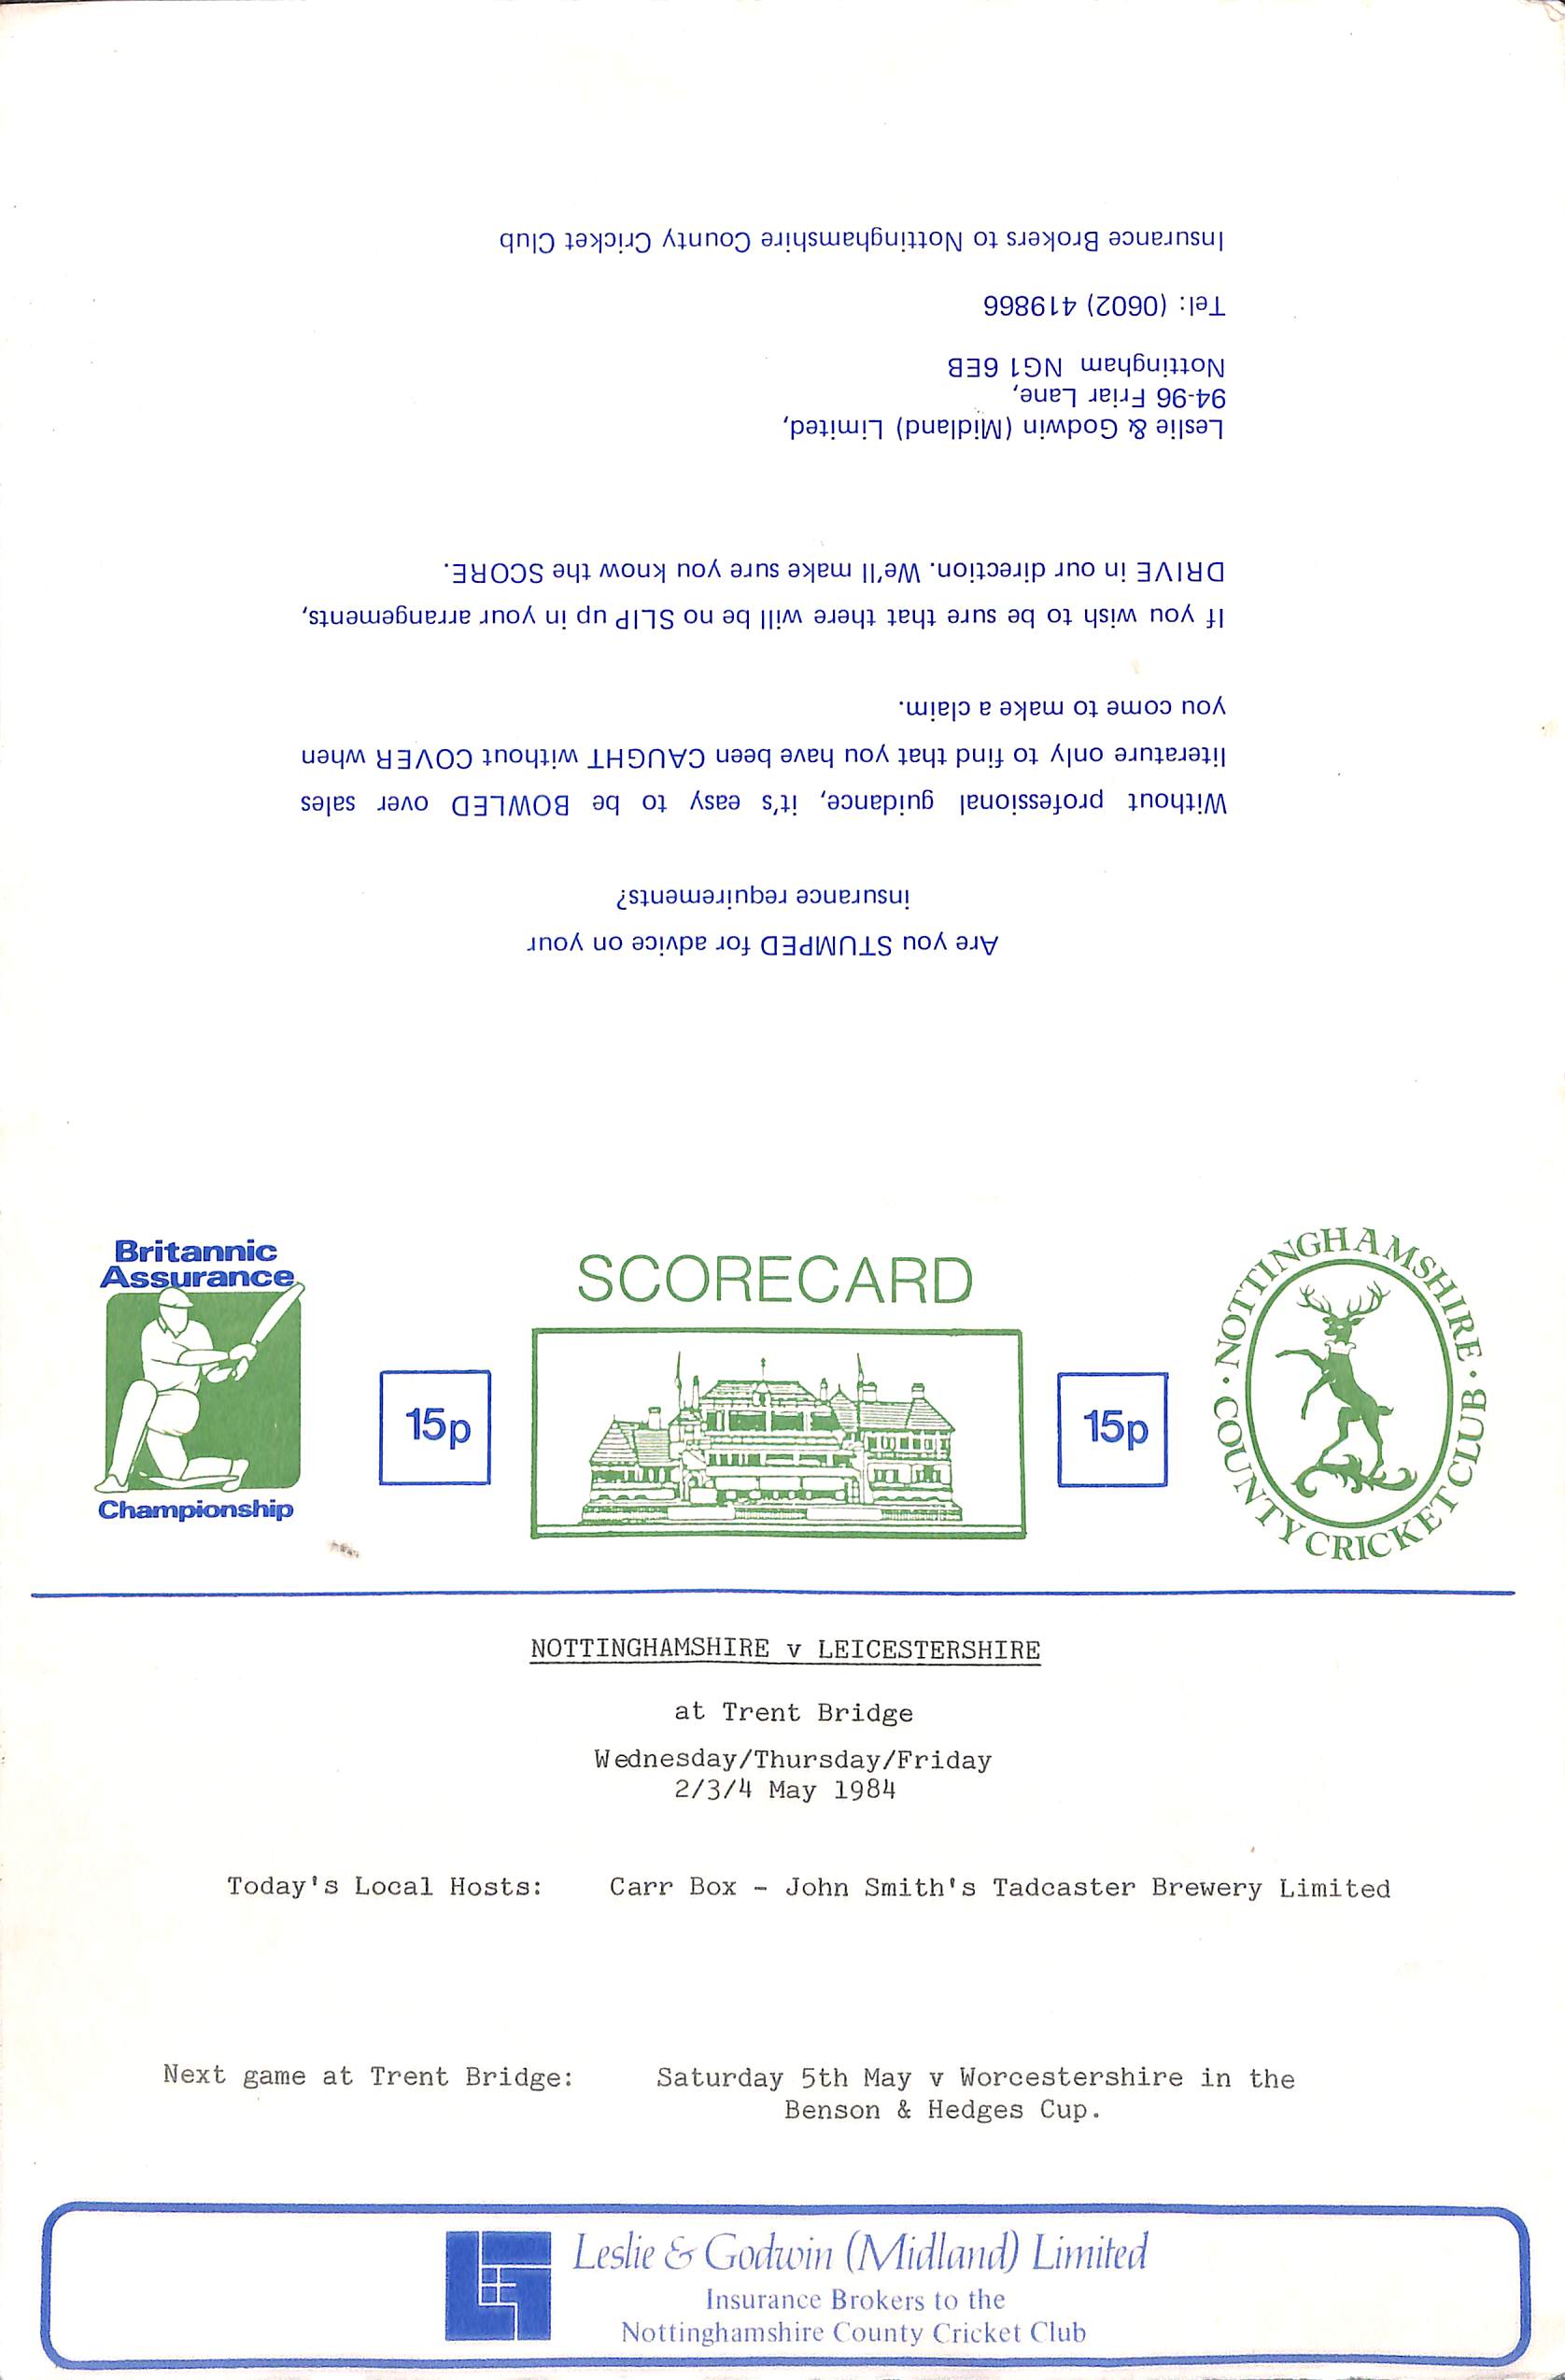 Are you STUMPED for advice on your
insurance requirements?
Without professional guidance, it's easy to be BOWLED over sales
literature only to find that you have been CAUGHT without COVER when
you come to make a claim.
If you wish to be sure that there will be no SLIP up in your arrangements,
DRIVE in our direction. We'll make sure you know the SCORE.
Leslie & Godwin (Midland) Limited,
94-96 Friar Lane,
Nottingham NG1 6EB
Tel: (0602) 419866
Insurance Brokers to Nottinghamshire County Cricket Club
Britannic
Assurance
Championship
15p
SCORECARD
15p
NOTTINGHAMSHIRE · COUNTY CRICKET CLUB ·
NOTTINGHAMSHIRE v LEICESTERSHIRE
at Trent Bridge
Wednesday/Thursday/Friday
2/3/4 May 1984
Today's Local Hosts: Carr Box - John Smith's Tadcaster Brewery Limited
Next game at Trent Bridge: Saturday 5th May v Worcestershire in the
Benson & Hedges Cup.
Leslie & Godwin (Midland) Limited
Insurance Brokers to the
Nottinghamshire County Cricket Club